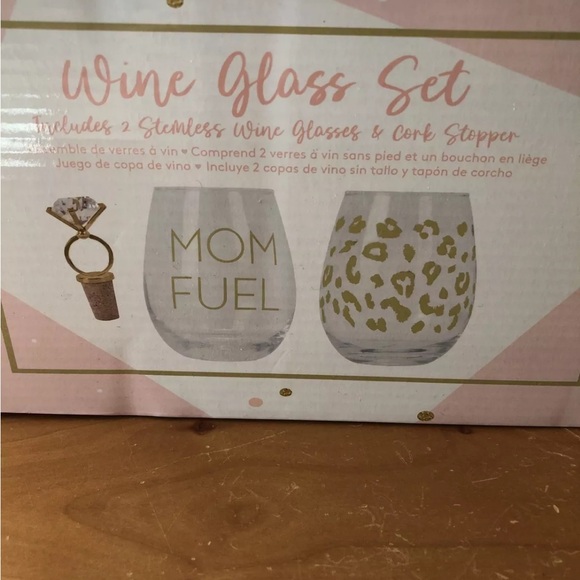 Wine Glass Set
Includes 2 Stemless Wine Glasses & Cork Stopper
Ensemble de verres à vin ♥ Comprend 2 verres à vin sans pied et un bouchon en liège
Juego de copa de vino ♥ Incluye 2 copas de vino sin tallo y tapón de corcho
MOM
FUEL